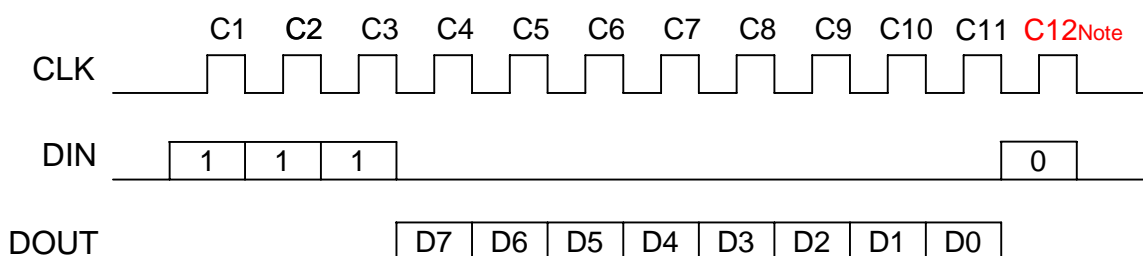 C1 C2 C3 C4 C5 C6 C7 C8 C9 C10 C11 C12Note
CLK
DIN 1 1 1 0
DOUT D7 D6 D5 D4 D3 D2 D1 D0